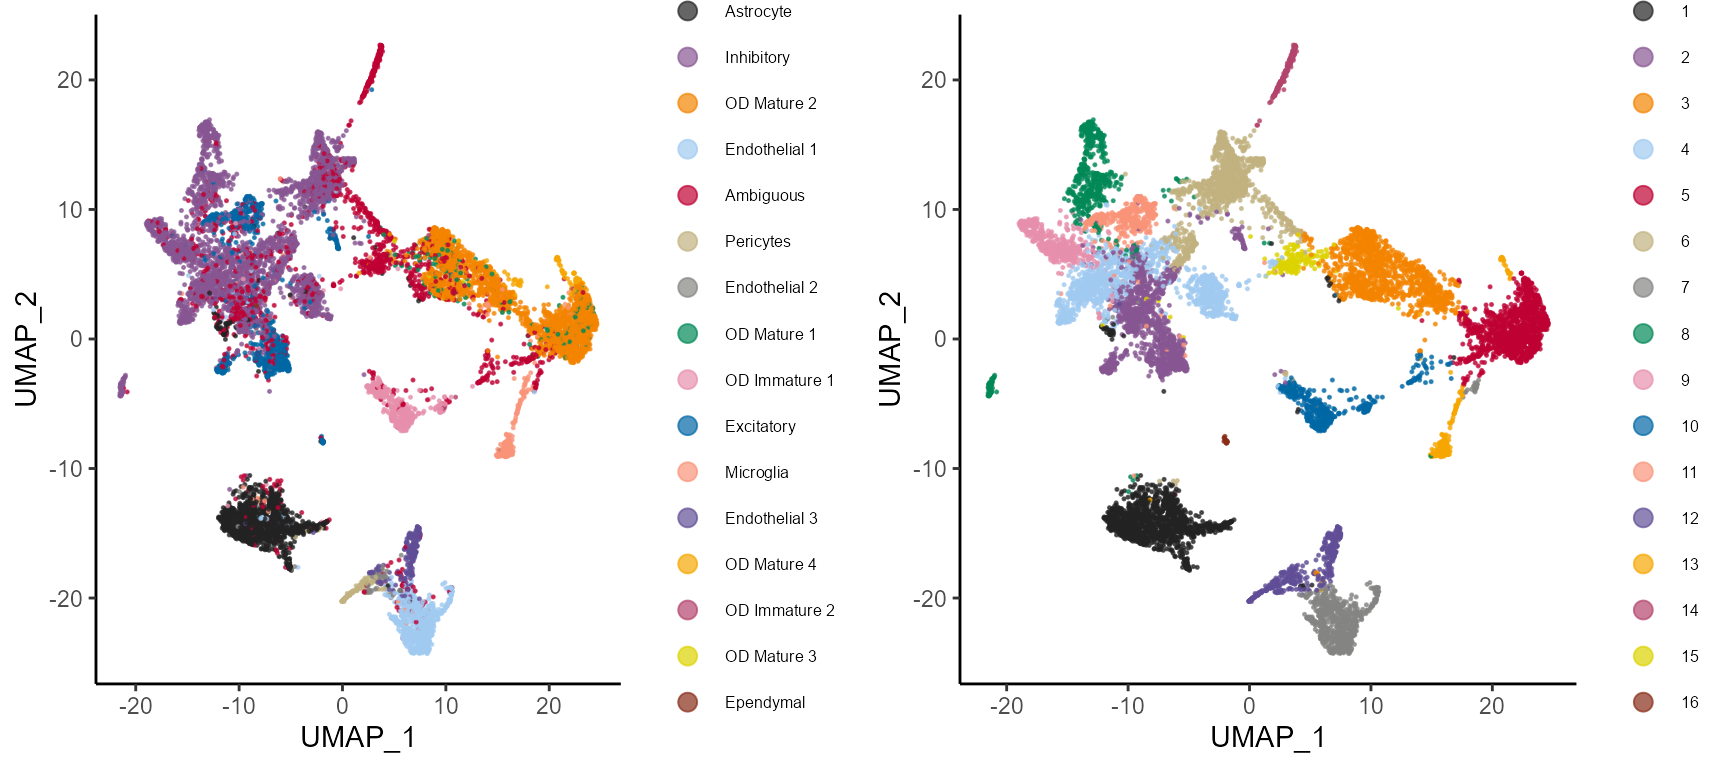 UMAP_2
20
10
0
-10
-20
-20
-10
0
10
20
UMAP_1
Astrocyte
Inhibitory
OD Mature 2
Endothelial 1
Ambiguous
Pericytes
Endothelial 2
OD Mature 1
OD Immature 1
Excitatory
Microglia
Endothelial 3
OD Mature 4
OD Immature 2
OD Mature 3
Ependymal
UMAP_2
20
10
0
-10
-20
-20
-10
0
10
20
UMAP_1
1
2
3
4
5
6
7
8
9
10
11
12
13
14
15
16